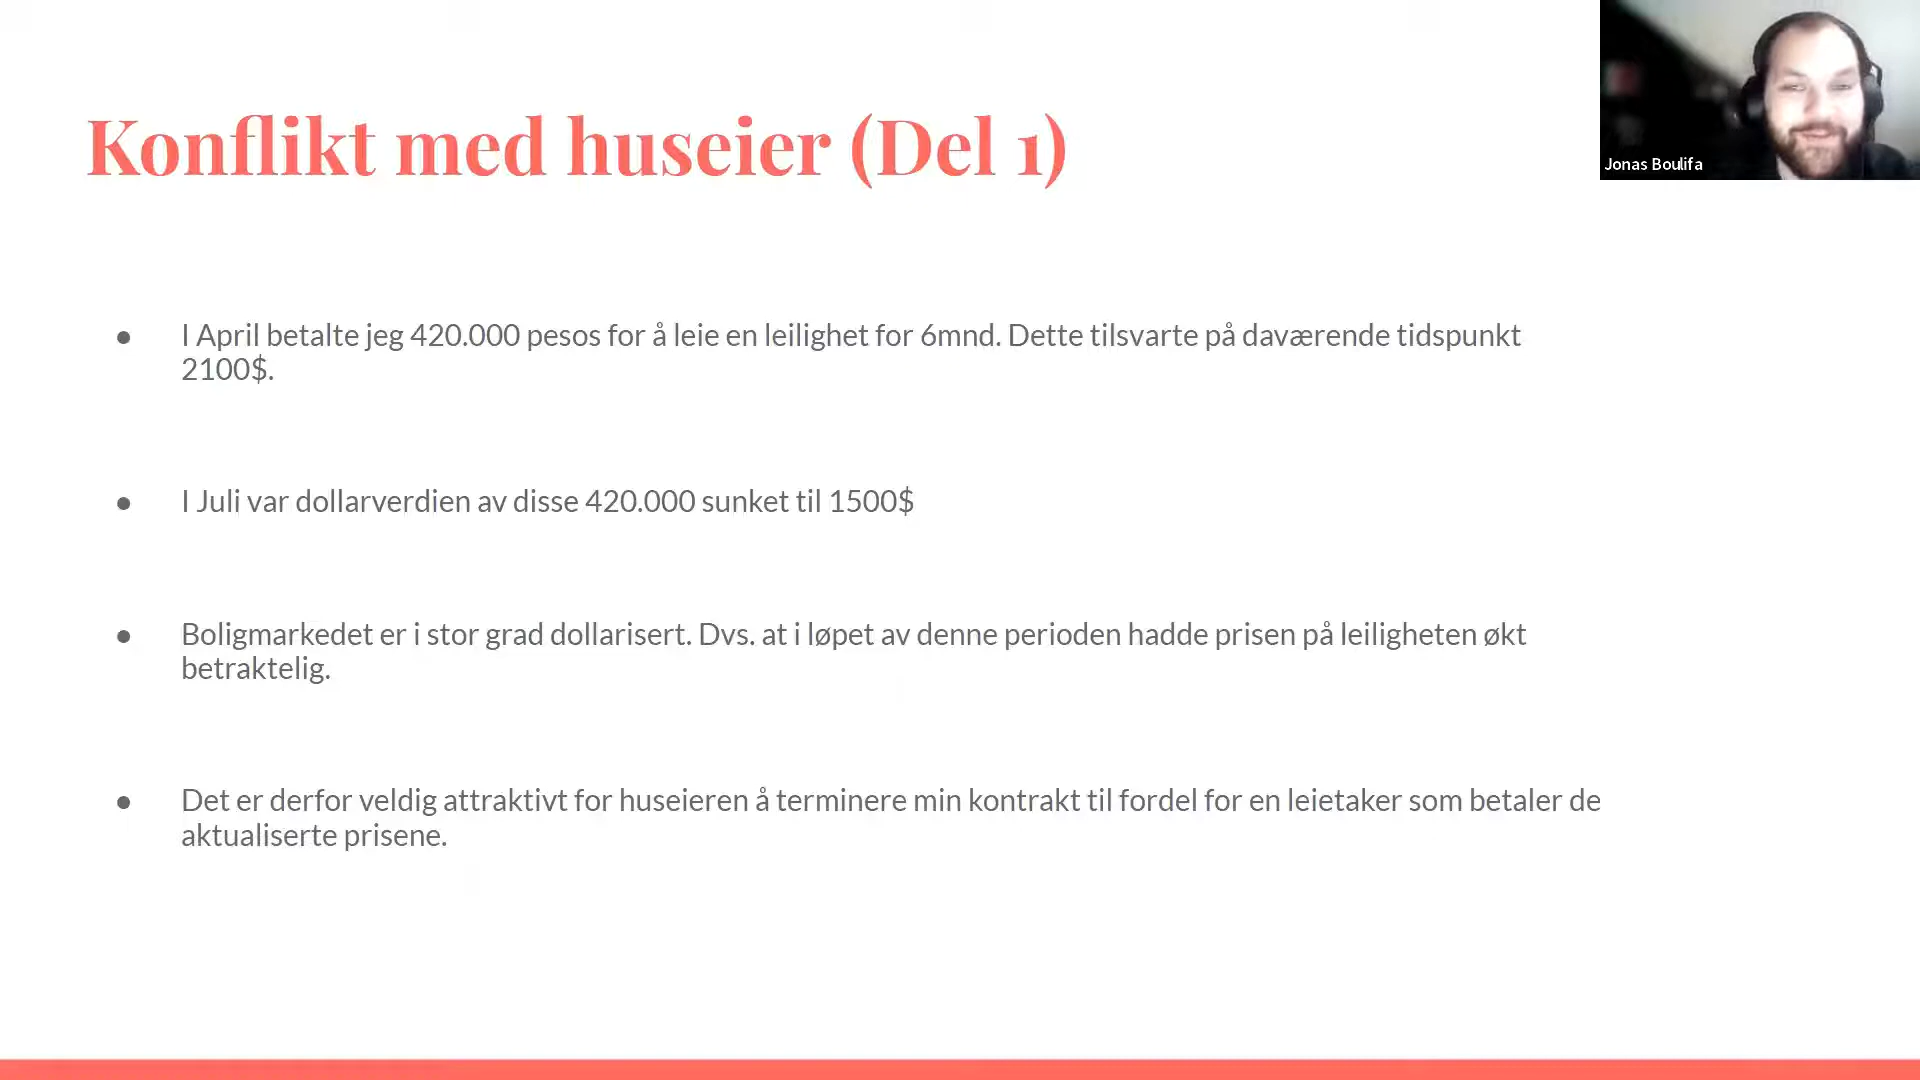 Konflikt med huseier (Del 1)
Jonas Boulifa
● I April betalte jeg 420.000 pesos for å leie en leilighet for 6mnd. Dette tilsvarte på daværende tidspunkt
2100$.
● I Juli var dollarverdien av disse 420.000 sunket til 1500$
● Boligmarkedet er i stor grad dollarisert. Dvs. at i løpet av denne perioden hadde prisen på leiligheten økt
betraktelig.
● Det er derfor veldig attraktivt for huseieren å terminere min kontrakt til fordel for en leietaker som betaler de
aktualiserte prisene.